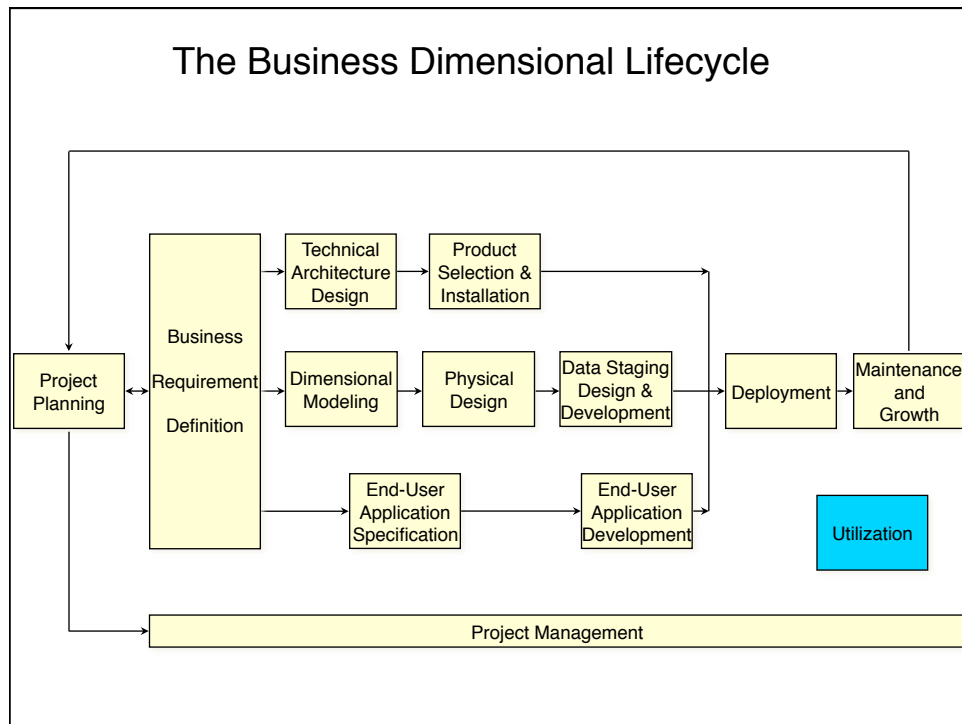 The Business Dimensional Lifecycle
Technical
Architecture
Design
Product
Selection &
Installation
Business
Requirement
Definition
Project
Planning
Dimensional
Modeling
Physical
Design
Data Staging
Design &
Development
Deployment
Maintenance
and
Growth
End-User
Application
Specification
End-User
Application
Development
Utilization
Project Management